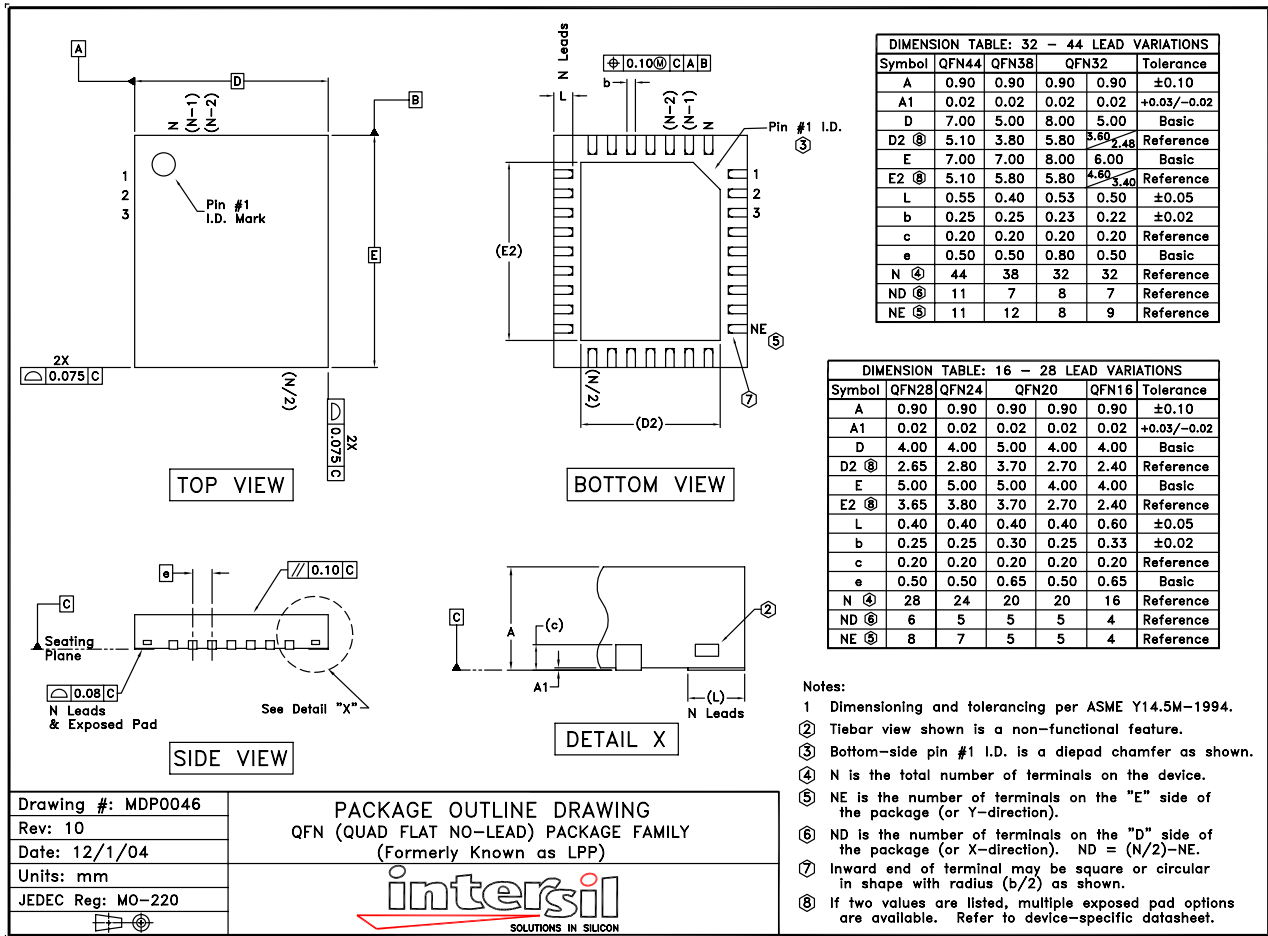 A
D
B
N
(N-1)
(N-2)
1
2
3
Pin #1
I.D. Mark
E
2X
0.075 C
(N/2)
2X
0.075 C
TOP VIEW
N Leads
L
b
0.10Ⓜ C A B
(N-2)
(N-1)
N
Pin #1 I.D.
3
1
2
3
(E2)
NE
5
7
(N/2)
(D2)
BOTTOM VIEW
e
// 0.10 C
C
Seating
Plane
0.08 C
N Leads
& Exposed Pad
See Detail "X"
SIDE VIEW
C
A
(c)
A1
2
(L)
N Leads
DETAIL X
DIMENSION TABLE: 32 – 44 LEAD VARIATIONS
Symbol QFN44 QFN38 QFN32 Tolerance
A 0.90 0.90 0.90 0.90 ±0.10
A1 0.02 0.02 0.02 0.02 +0.03/-0.02
D 7.00 5.00 8.00 5.00 Basic
D2 8 5.10 3.80 5.80 3.60/2.48 Reference
E 7.00 7.00 8.00 6.00 Basic
E2 8 5.10 5.80 5.80 4.60/3.40 Reference
L 0.55 0.40 0.53 0.50 ±0.05
b 0.25 0.25 0.23 0.22 ±0.02
c 0.20 0.20 0.20 0.20 Reference
e 0.50 0.50 0.80 0.50 Basic
N 4 44 38 32 32 Reference
ND 6 11 7 8 7 Reference
NE 5 11 12 8 9 Reference
DIMENSION TABLE: 16 – 28 LEAD VARIATIONS
Symbol QFN28 QFN24 QFN20 QFN16 Tolerance
A 0.90 0.90 0.90 0.90 0.90 ±0.10
A1 0.02 0.02 0.02 0.02 0.02 +0.03/-0.02
D 4.00 4.00 5.00 4.00 4.00 Basic
D2 8 2.65 2.80 3.70 2.70 2.40 Reference
E 5.00 5.00 5.00 4.00 4.00 Basic
E2 8 3.65 3.80 3.70 2.70 2.40 Reference
L 0.40 0.40 0.40 0.40 0.60 ±0.05
b 0.25 0.25 0.30 0.25 0.33 ±0.02
c 0.20 0.20 0.20 0.20 0.20 Reference
e 0.50 0.50 0.65 0.50 0.65 Basic
N 4 28 24 20 20 16 Reference
ND 6 6 5 5 5 4 Reference
NE 5 8 7 5 5 4 Reference
Notes:
1 Dimensioning and tolerancing per ASME Y14.5M-1994.
2 Tiebar view shown is a non-functional feature.
3 Bottom-side pin #1 I.D. is a diepad chamfer as shown.
4 N is the total number of terminals on the device.
5 NE is the number of terminals on the "E" side of
the package (or Y-direction).
6 ND is the number of terminals on the "D" side of
the package (or X-direction). ND = (N/2)-NE.
7 Inward end of terminal may be square or circular
in shape with radius (b/2) as shown.
8 If two values are listed, multiple exposed pad options
are available. Refer to device-specific datasheet.
Drawing #: MDP0046
Rev: 10
Date: 12/1/04
Units: mm
JEDEC Reg: MO-220
PACKAGE OUTLINE DRAWING
QFN (QUAD FLAT NO-LEAD) PACKAGE FAMILY
(Formerly Known as LPP)
intersil
SOLUTIONS IN SILICON